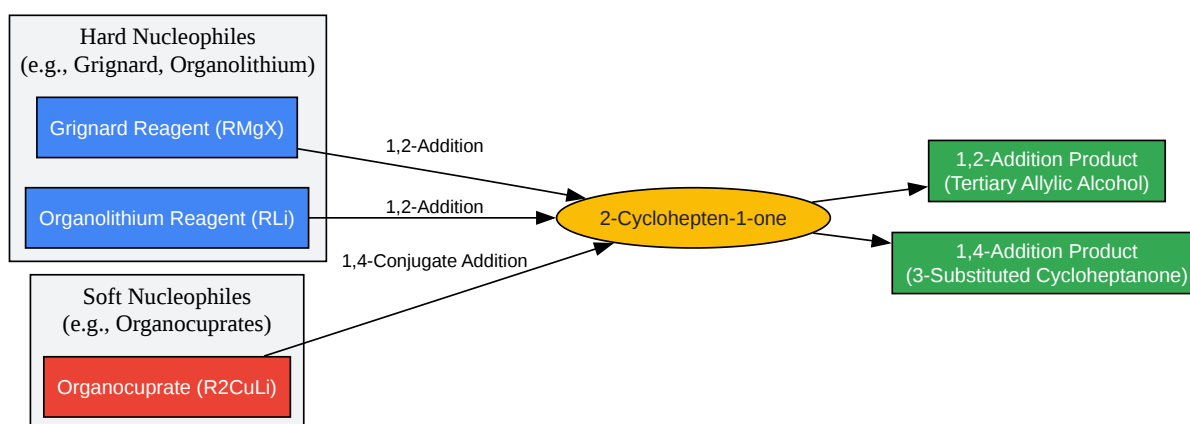 Hard Nucleophiles
(e.g., Grignard, Organolithium)
Grignard Reagent (RMgX)
Organolithium Reagent (RLi)
Soft Nucleophiles
(e.g., Organocuprates)
Organocuprate (R2CuLi)
1,2-Addition
1,2-Addition
1,4-Conjugate Addition
2-Cyclohepten-1-one
1,2-Addition Product
(Tertiary Allylic Alcohol)
1,4-Addition Product
(3-Substituted Cycloheptanone)